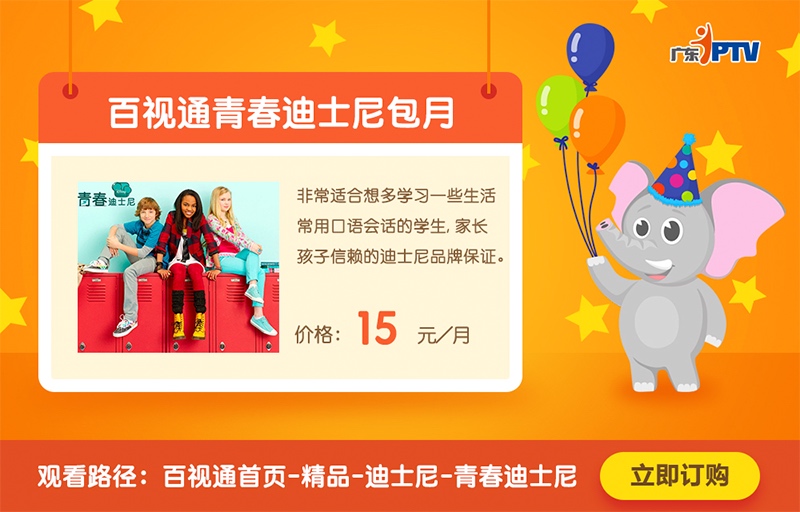 广东IPTV
百视通青春迪士尼包月
青春迪士尼
非常适合想多学习一些生活
常用口语会话的学生,家长
孩子信赖的迪士尼品牌保证。
价格：15 元/月
观看路径：百视通首页-精品-迪士尼-青春迪士尼
立即订购